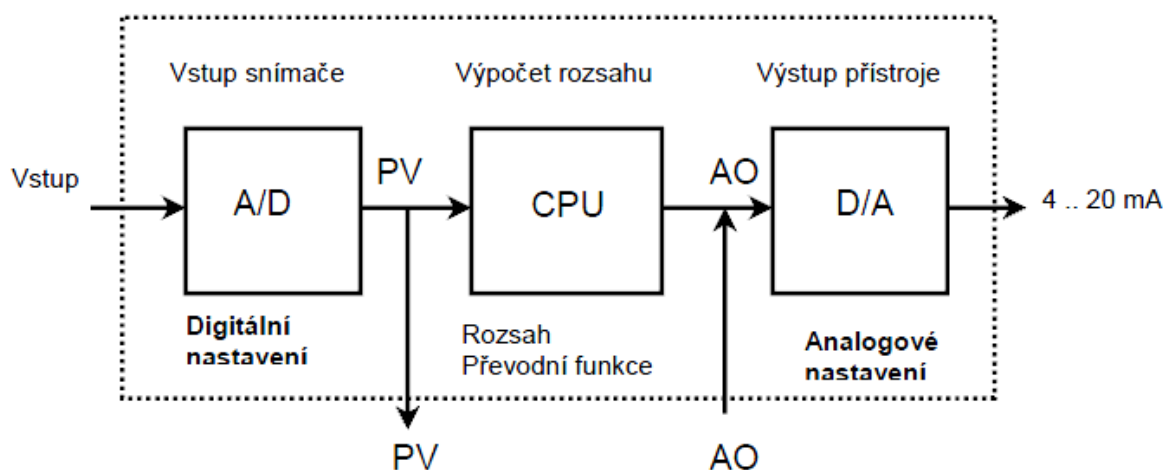 Vstup snímače
Výpočet rozsahu
Výstup přístroje
Vstup
A/D
PV
CPU
AO
D/A
4 .. 20 mA
Digitální
nastavení
Rozsah
Převodní funkce
Analogové
nastavení
PV
AO